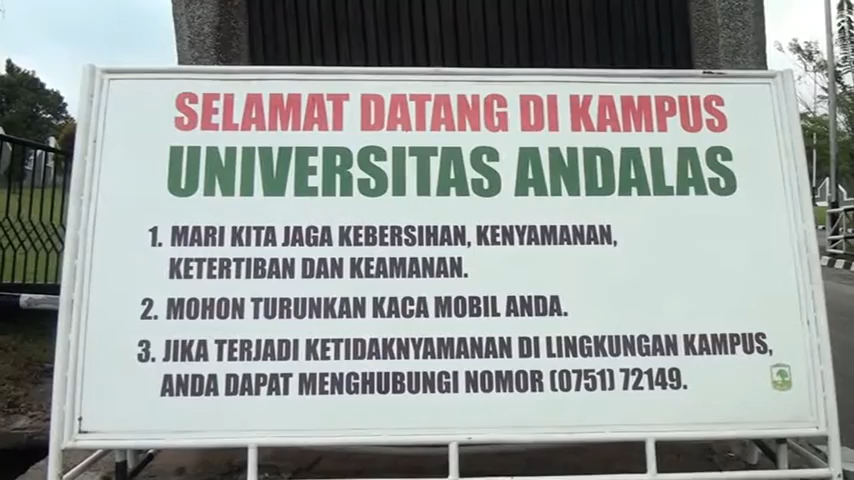 SELAMAT DATANG DI KAMPUS
UNIVERSITAS ANDALAS
1. MARI KITA JAGA KEBERSIHAN, KENYAMANAN,
KETERTIBAN DAN KEAMANAN.
2. MOHON TURUNKAN KACA MOBIL ANDA.
3. JIKA TERJADI KETIDAKNYAMANAN DI LINGKUNGAN KAMPUS,
ANDA DAPAT MENGHUBUNGI NOMOR (0751) 72149.